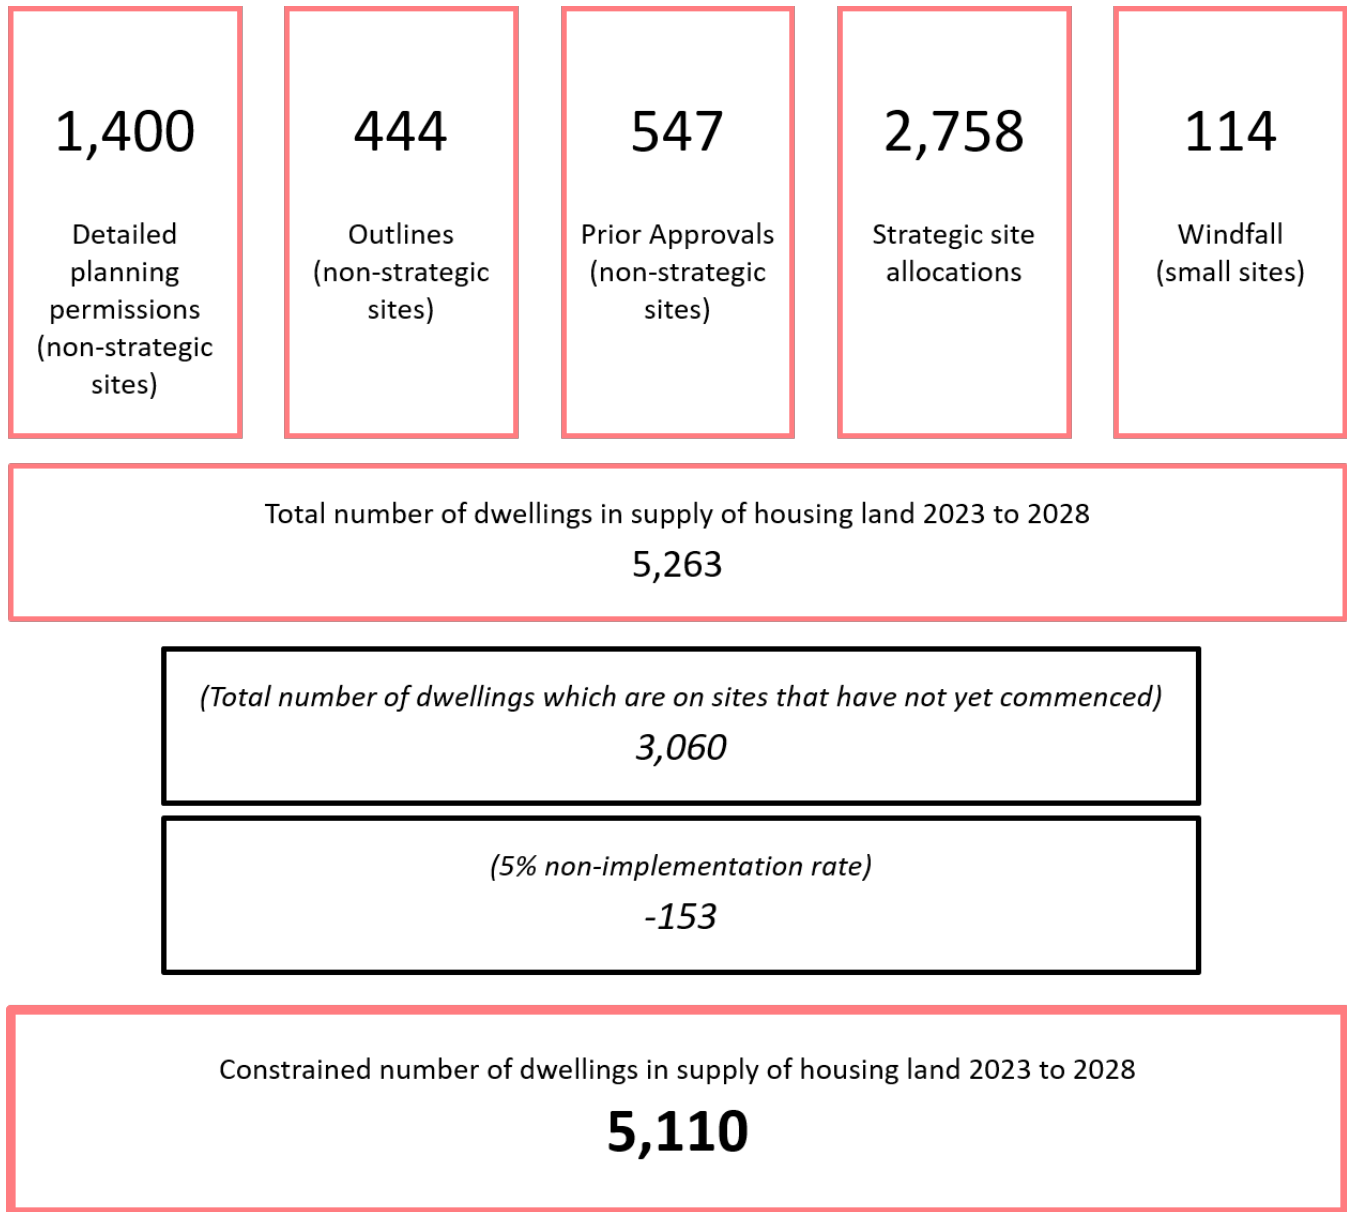 1,400
Detailed
planning
permissions
(non-strategic
sites)
444
Outlines
(non-strategic
sites)
547
Prior Approvals
(non-strategic
sites)
2,758
Strategic site
allocations
114
Windfall
(small sites)
Total number of dwellings in supply of housing land 2023 to 2028
5,263
(Total number of dwellings which are on sites that have not yet commenced)
3,060
(5% non-implementation rate)
-153
Constrained number of dwellings in supply of housing land 2023 to 2028
5,110